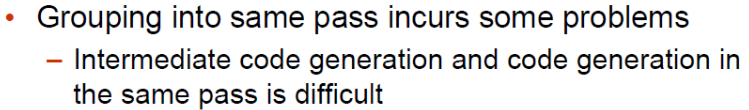 • Grouping into same pass incurs some problems
– Intermediate code generation and code generation in
the same pass is difficult